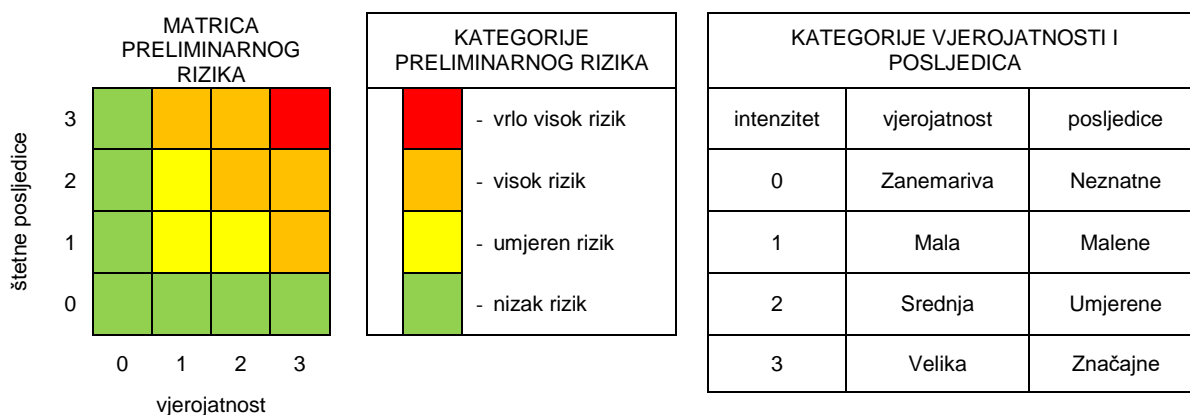 MATRICA
PRELIMINARNOG
RIZIKA
štetne posljedice
3
2
1
0
0 1 2 3
vjerojatnost
KATEGORIJE
PRELIMINARNOG RIZIKA
- vrlo visok rizik
- visok rizik
- umjeren rizik
- nizak rizik
KATEGORIJE VJEROJATNOSTI I
POSLJEDICA
intenzitet vjerojatnost posljedice
0 Zanemariva Neznatne
1 Mala Malene
2 Srednja Umjerene
3 Velika Značajne